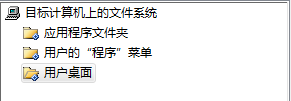 目标计算机上的文件系统
应用程序文件夹
用户的“程序”菜单
用户桌面